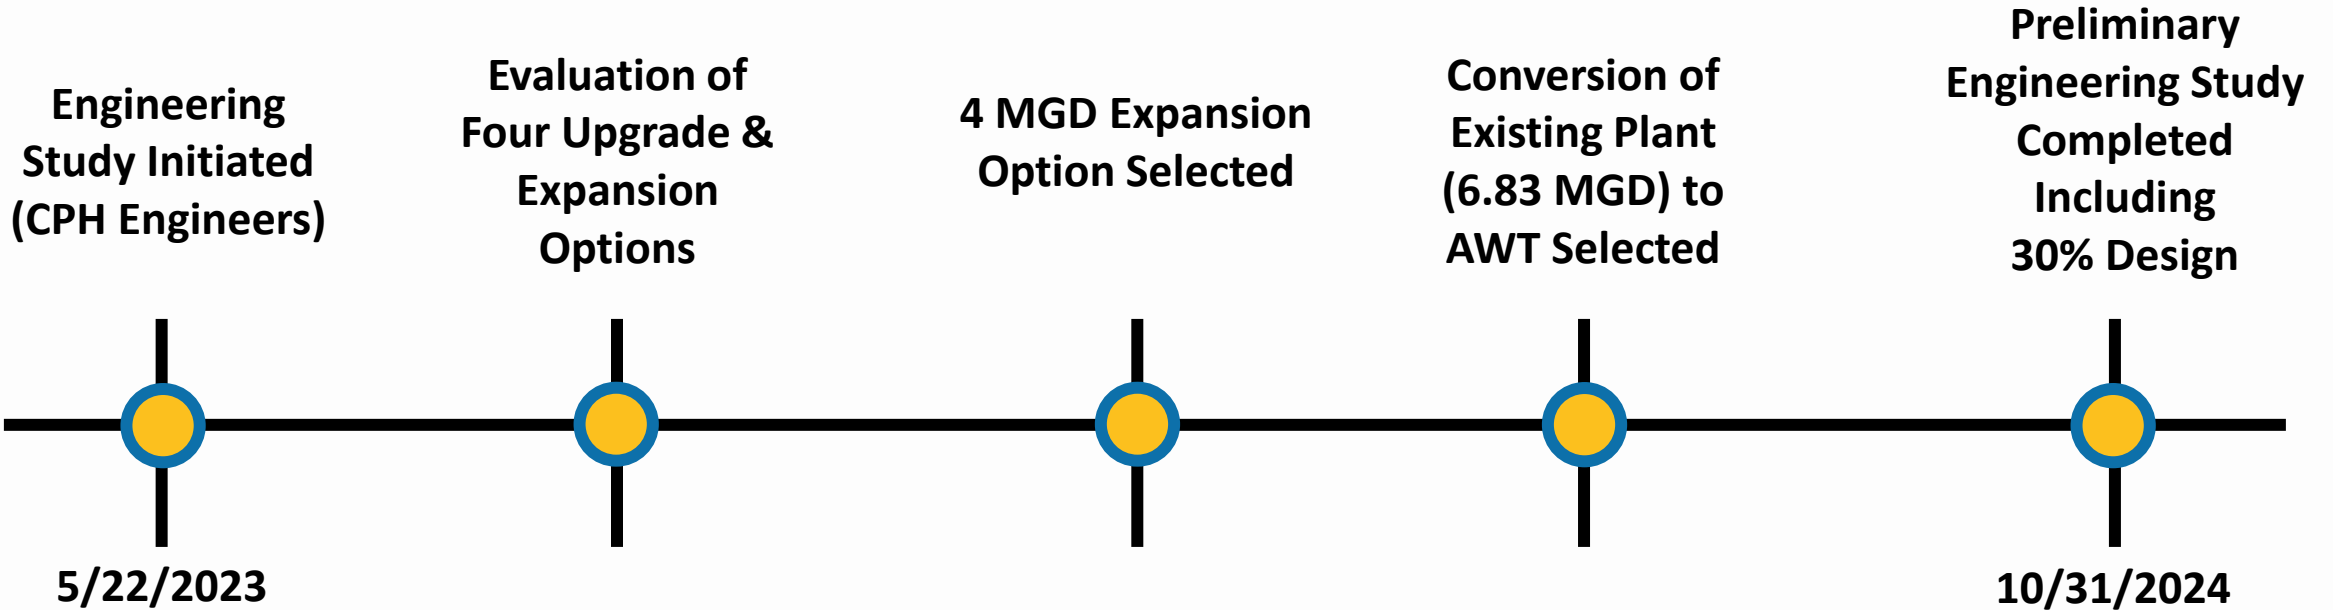 Engineering
Study Initiated
(CPH Engineers)
5/22/2023
Evaluation of
Four Upgrade &
Expansion
Options
4 MGD Expansion
Option Selected
Conversion of
Existing Plant
(6.83 MGD) to
AWT Selected
Preliminary
Engineering Study
Completed
Including
30% Design
10/31/2024